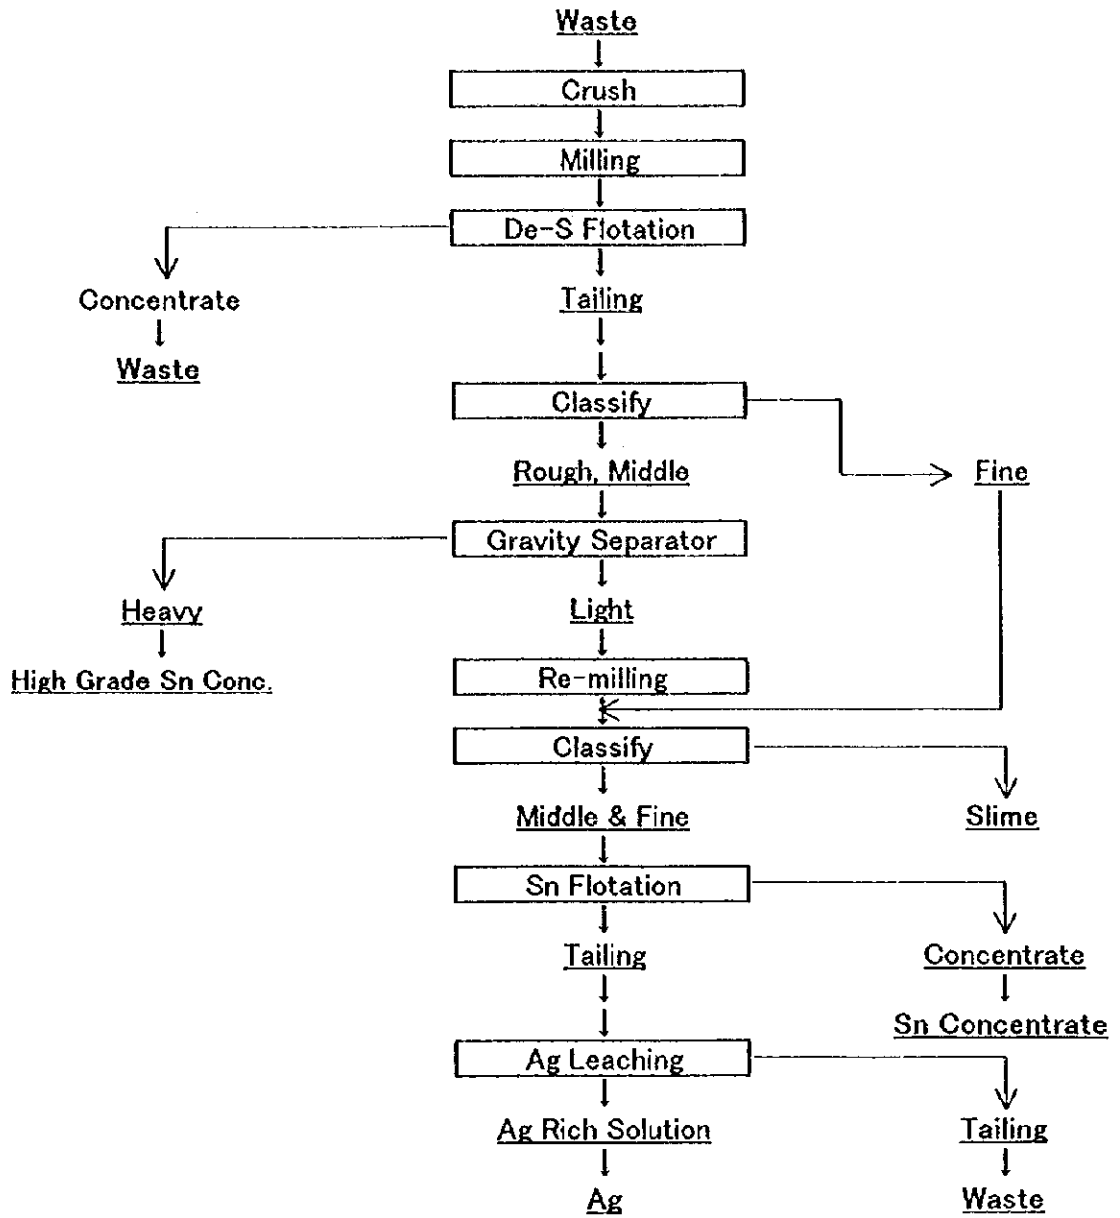 Waste
Crush
Milling
De-S Flotation
Concentrate
Tailing
Waste
Classify
Rough, Middle
Fine
Gravity Separator
Heavy
Light
High Grade Sn Conc.
Re-milling
Classify
Middle & Fine
Slime
Sn Flotation
Tailing
Concentrate
Sn Concentrate
Ag Leaching
Ag Rich Solution
Tailing
Ag
Waste